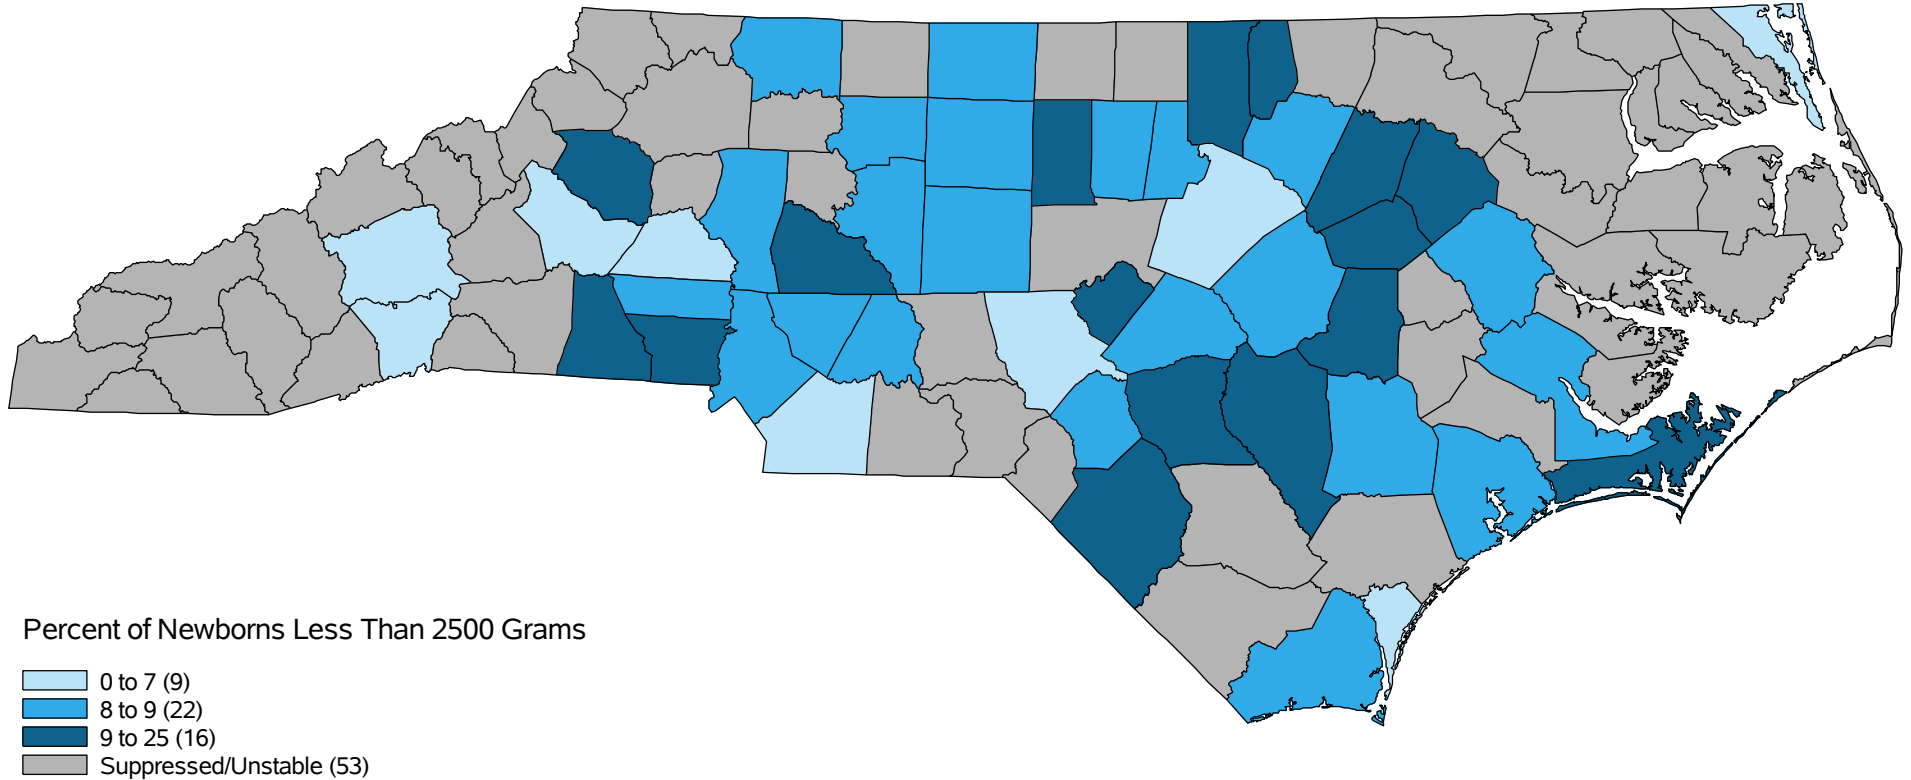 Percent of Newborns Less Than 2500 Grams
0 to 7 (9)
8 to 9 (22)
9 to 25 (16)
Suppressed/Unstable (53)